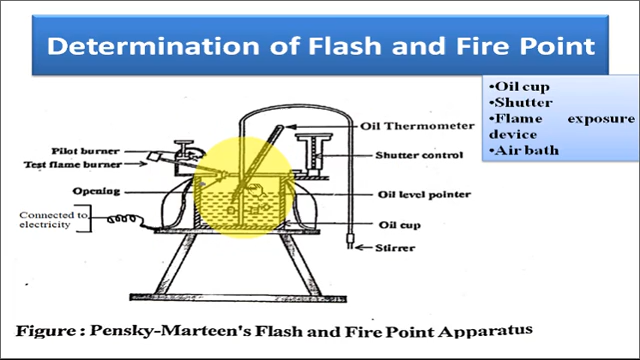 Determination of Flash and Fire Point
•Oil cup
•Shutter
•Flame exposure
device
•Air bath
Oil Thermometer
Pilot burner
Test flame burner
Shutter control
Opening
Oil level pointer
Connected to
electricity
Oil cup
Stirrer
Figure : Pensky-Marteen's Flash and Fire Point Apparatus